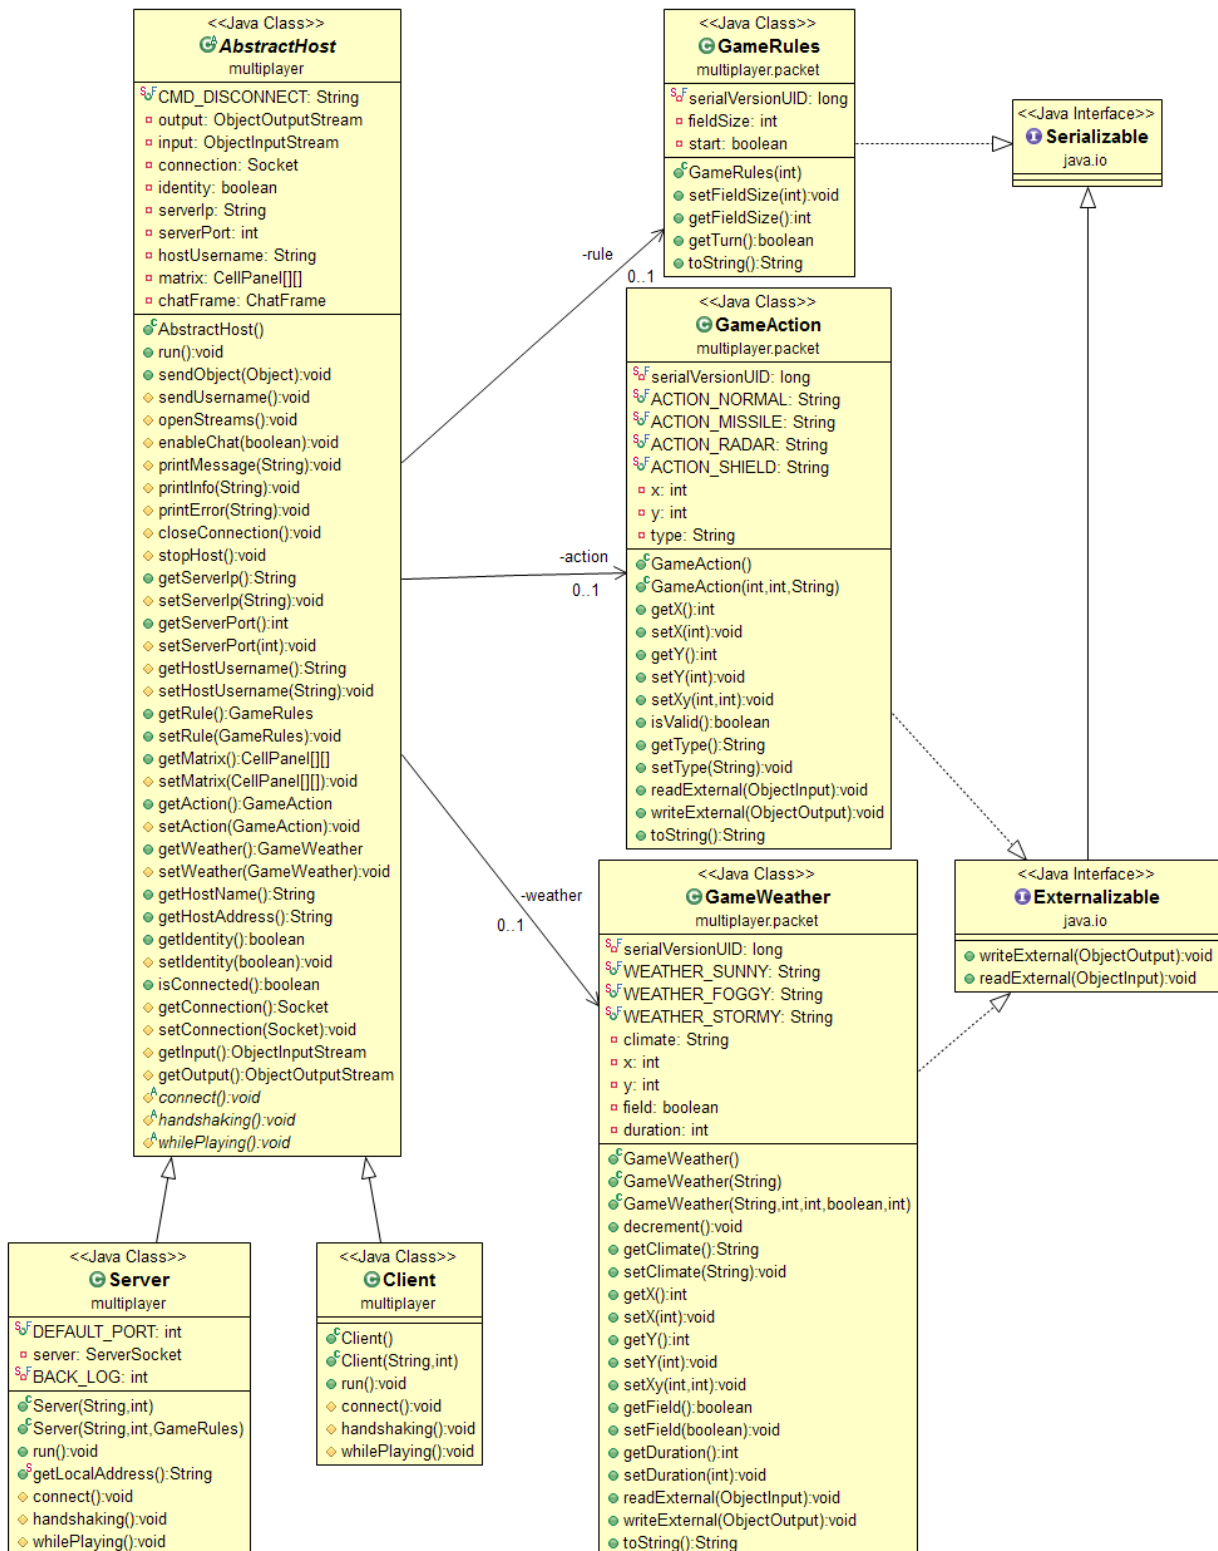 <<Java Class>>
AbstractHost
multiplayer
CMD_DISCONNECT: String
output: ObjectOutputStream
input: ObjectInputStream
connection: Socket
identity: boolean
serverIp: String
serverPort: int
hostUsername: String
matrix: CellPanel[][]
chatFrame: ChatFrame
AbstractHost()
run():void
sendObject(Object):void
sendUsername():void
openStreams():void
enableChat(boolean):void
printMessage(String):void
printInfo(String):void
printError(String):void
closeConnection():void
stopHost():void
getServerIp():String
setServerIp(String):void
getServerPort():int
setServerPort(int):void
getHostUsername():String
setHostUsername(String):void
getRule():GameRules
setRule(GameRules):void
getMatrix():CellPanel[][]
setMatrix(CellPanel[][]):void
getAction():GameAction
setAction(GameAction):void
getWeather():GameWeather
setWeather(GameWeather):void
getHostName():String
getHostAddress():String
getIdentity():boolean
setIdentity(boolean):void
isConnected():boolean
getConnection():Socket
setConnection(Socket):void
getInput():ObjectInputStream
getOutput():ObjectOutputStream
connect():void
handshaking():void
whilePlaying():void
-rule
0..1
-action
0..1
-weather
0..1
<<Java Class>>
GameRules
multiplayer.packet
serialVersionUID: long
fieldSize: int
start: boolean
GameRules(int)
setFieldSize(int):void
getFieldSize():int
getTurn():boolean
toString():String
<<Java Interface>>
Serializable
java.io
<<Java Class>>
GameAction
multiplayer.packet
serialVersionUID: long
ACTION_NORMAL: String
ACTION_MISSILE: String
ACTION_RADAR: String
ACTION_SHIELD: String
x: int
y: int
type: String
GameAction()
GameAction(int,int,String)
getX():int
setX(int):void
getY():int
setY(int):void
setXy(int,int):void
isValid():boolean
getType():String
setType(String):void
readExternal(ObjectInput):void
writeExternal(ObjectOutput):void
toString():String
<<Java Interface>>
Externalizable
java.io
writeExternal(ObjectOutput):void
readExternal(ObjectInput):void
<<Java Class>>
GameWeather
multiplayer.packet
serialVersionUID: long
WEATHER_SUNNY: String
WEATHER_FOGGY: String
WEATHER_STORMY: String
climate: String
x: int
y: int
field: boolean
duration: int
GameWeather()
GameWeather(String)
GameWeather(String,int,int,boolean,int)
decrement():void
getClimate():String
setClimate(String):void
getX():int
setX(int):void
getY():int
setY(int):void
setXy(int,int):void
getField():boolean
setField(boolean):void
getDuration():int
setDuration(int):void
readExternal(ObjectInput):void
writeExternal(ObjectOutput):void
toString():String
<<Java Class>>
Server
multiplayer
DEFAULT_PORT: int
server: ServerSocket
BACK_LOG: int
Server(String,int)
Server(String,int,GameRules)
run():void
getLocalAddress():String
connect():void
handshaking():void
whilePlaying():void
<<Java Class>>
Client
multiplayer
Client()
Client(String,int)
run():void
connect():void
handshaking():void
whilePlaying():void